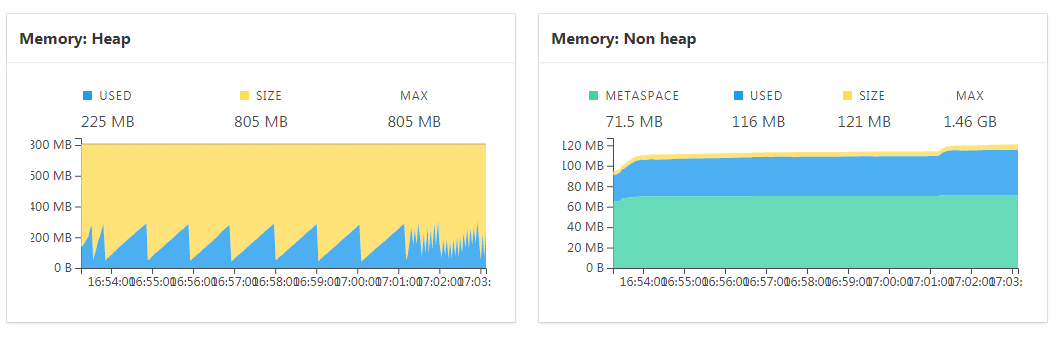 Memory: Heap
USED SIZE MAX
225 MB 805 MB 805 MB
800 MB
600 MB
400 MB
200 MB
0 B
16:54:00 16:55:00 16:56:00 16:57:00 16:58:00 16:59:00 17:00:00 17:01:00 17:02:00 17:03:
Memory: Non heap
METASPACE USED SIZE MAX
71.5 MB 116 MB 121 MB 1.46 GB
120 MB
100 MB
80 MB
60 MB
40 MB
20 MB
0 B
16:54:00 16:55:00 16:56:00 16:57:00 16:58:00 16:59:00 17:00:00 17:01:00 17:02:00 17:03: